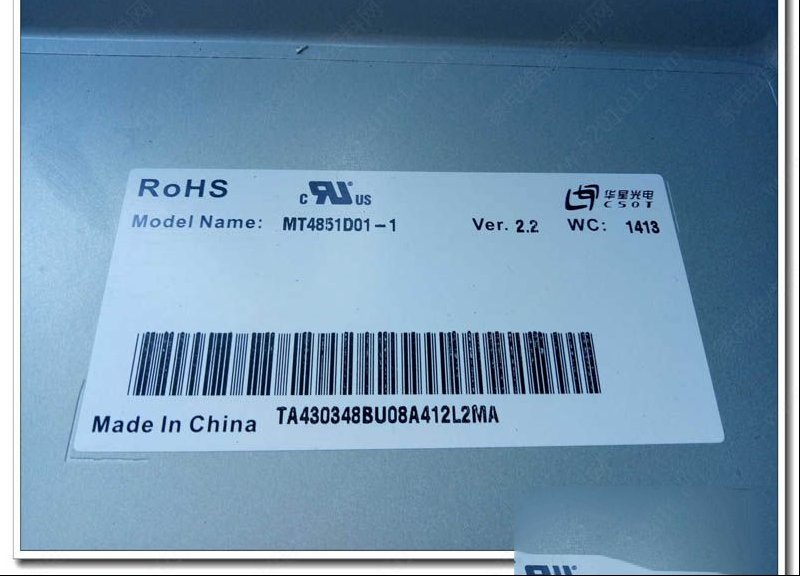 RoHS
c RU US
华星光电
CSOT
Model Name: MT4851D01-1 Ver. 2.2 WC: 1413
Made In China TA430348BU08A412L2MA